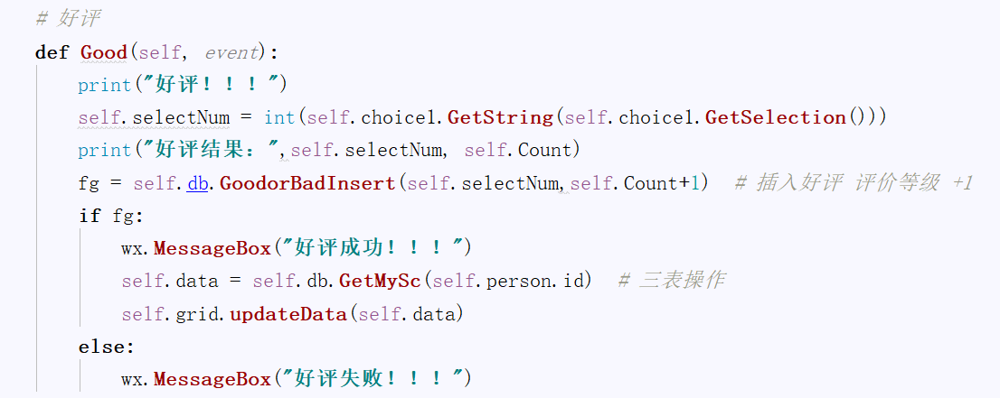 # 好评
def Good(self, event):
print("好评！！！")
self.selectNum = int(self.choice1.GetString(self.choice1.GetSelection()))
print("好评结果：",self.selectNum, self.Count)
fg = self.db.GoodorBadInsert(self.selectNum,self.Count+1)  # 插入好评 评价等级 +1
if fg:
wx.MessageBox("好评成功！！！")
self.data = self.db.GetMySc(self.person.id)  # 三表操作
self.grid.updateData(self.data)
else:
wx.MessageBox("好评失败！！！")